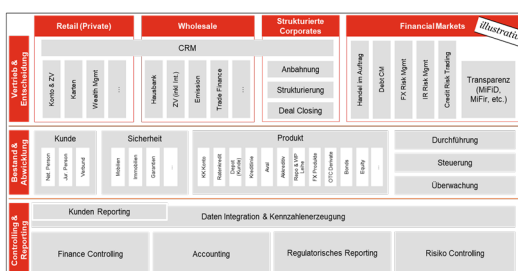 Retail (Private)
Wholesale
Strukturierte
Corporates
Financial Markets
illustrativ
Vertrieb &
Entscheidung
CRM
Konto & ZV
Karten
Wealth Mgmt
...
Hausbank
ZV (inkl Int.)
Emission
Trade Finance
...
Anbahnung
Strukturierung
Deal Closing
Handel im Auftrag
Debt CM
FX Risk Mgmt
IR Risk Mgmt
Credit Risk Trading
Transparenz
(MiFiD,
MiFir, etc.)
Bestand &
Abwicklung
Kunde
Nat. Person
Jur. Person
Verbund
Sicherheit
Mobilien
Immobilien
Garantien
...
Produkt
KK Konto
Ratenkredit
Depot
(Kunde)
Kreditlinie
Aval
Akkreditiv
Repo & WP
Leihe
FX Produkte
OTC Derivate
Bonds
Equity
...
Durchführung
Steuerung
Überwachung
Controlling &
Reporting
Kunden Reporting
Daten Integration & Kennzahlenerzeugung
Finance Controlling
Accounting
Regulatorisches Reporting
Risiko Controlling